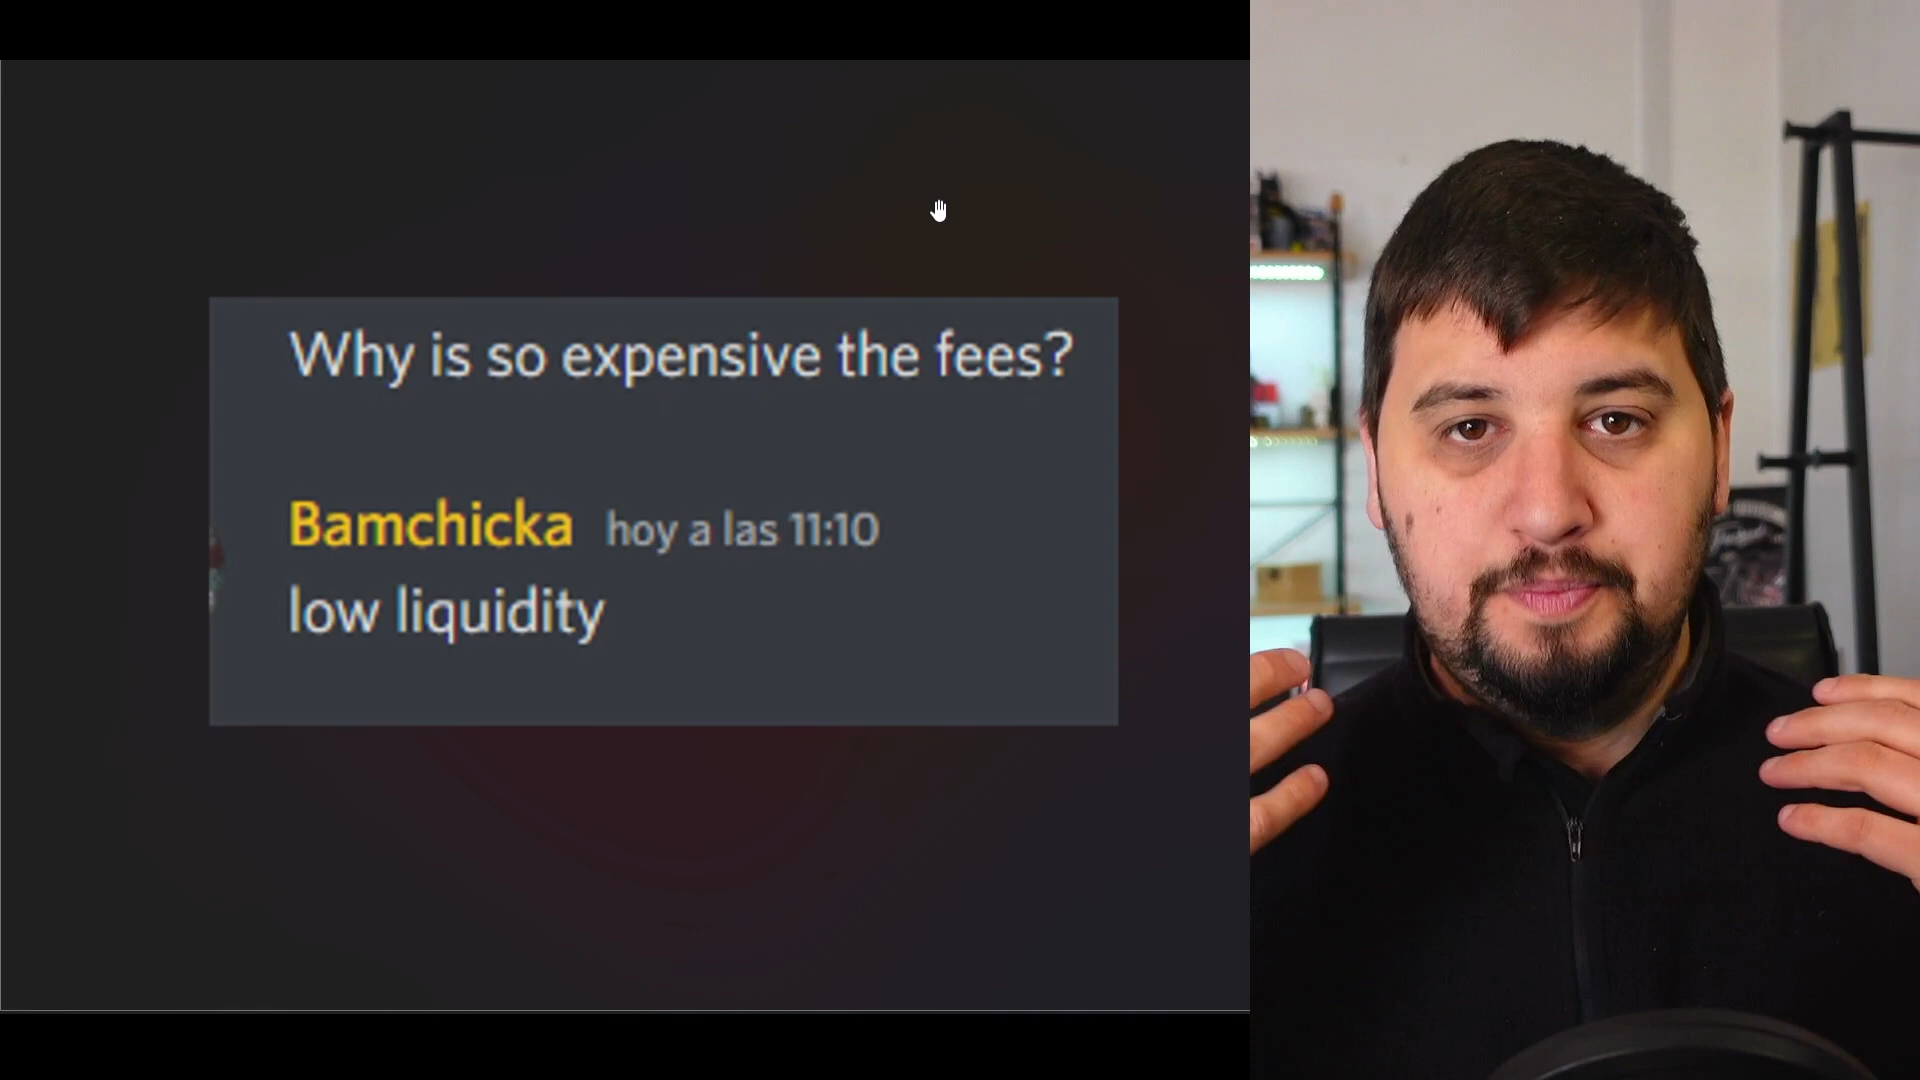 Why is so expensive the fees?
Bamchicka hoy a las 11:10
low liquidity